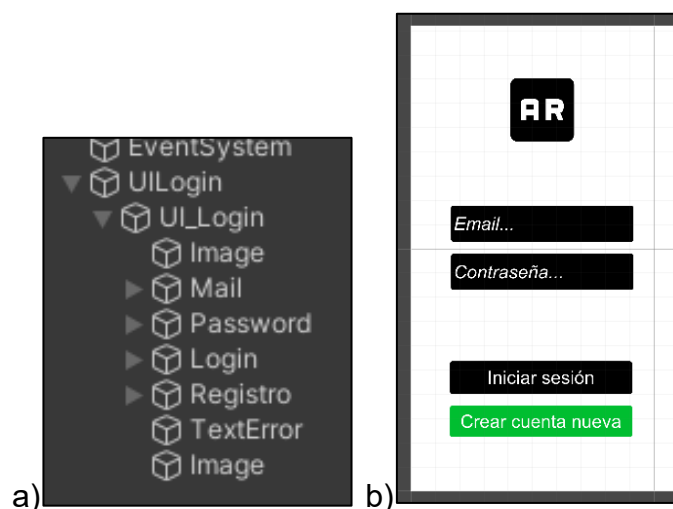 EventSystem
UILogin
UI_Login
Image
Mail
Password
Login
Registro
TextError
Image
a)
AR
Email...
Contraseña...
Iniciar sesión
Crear cuenta nueva
b)